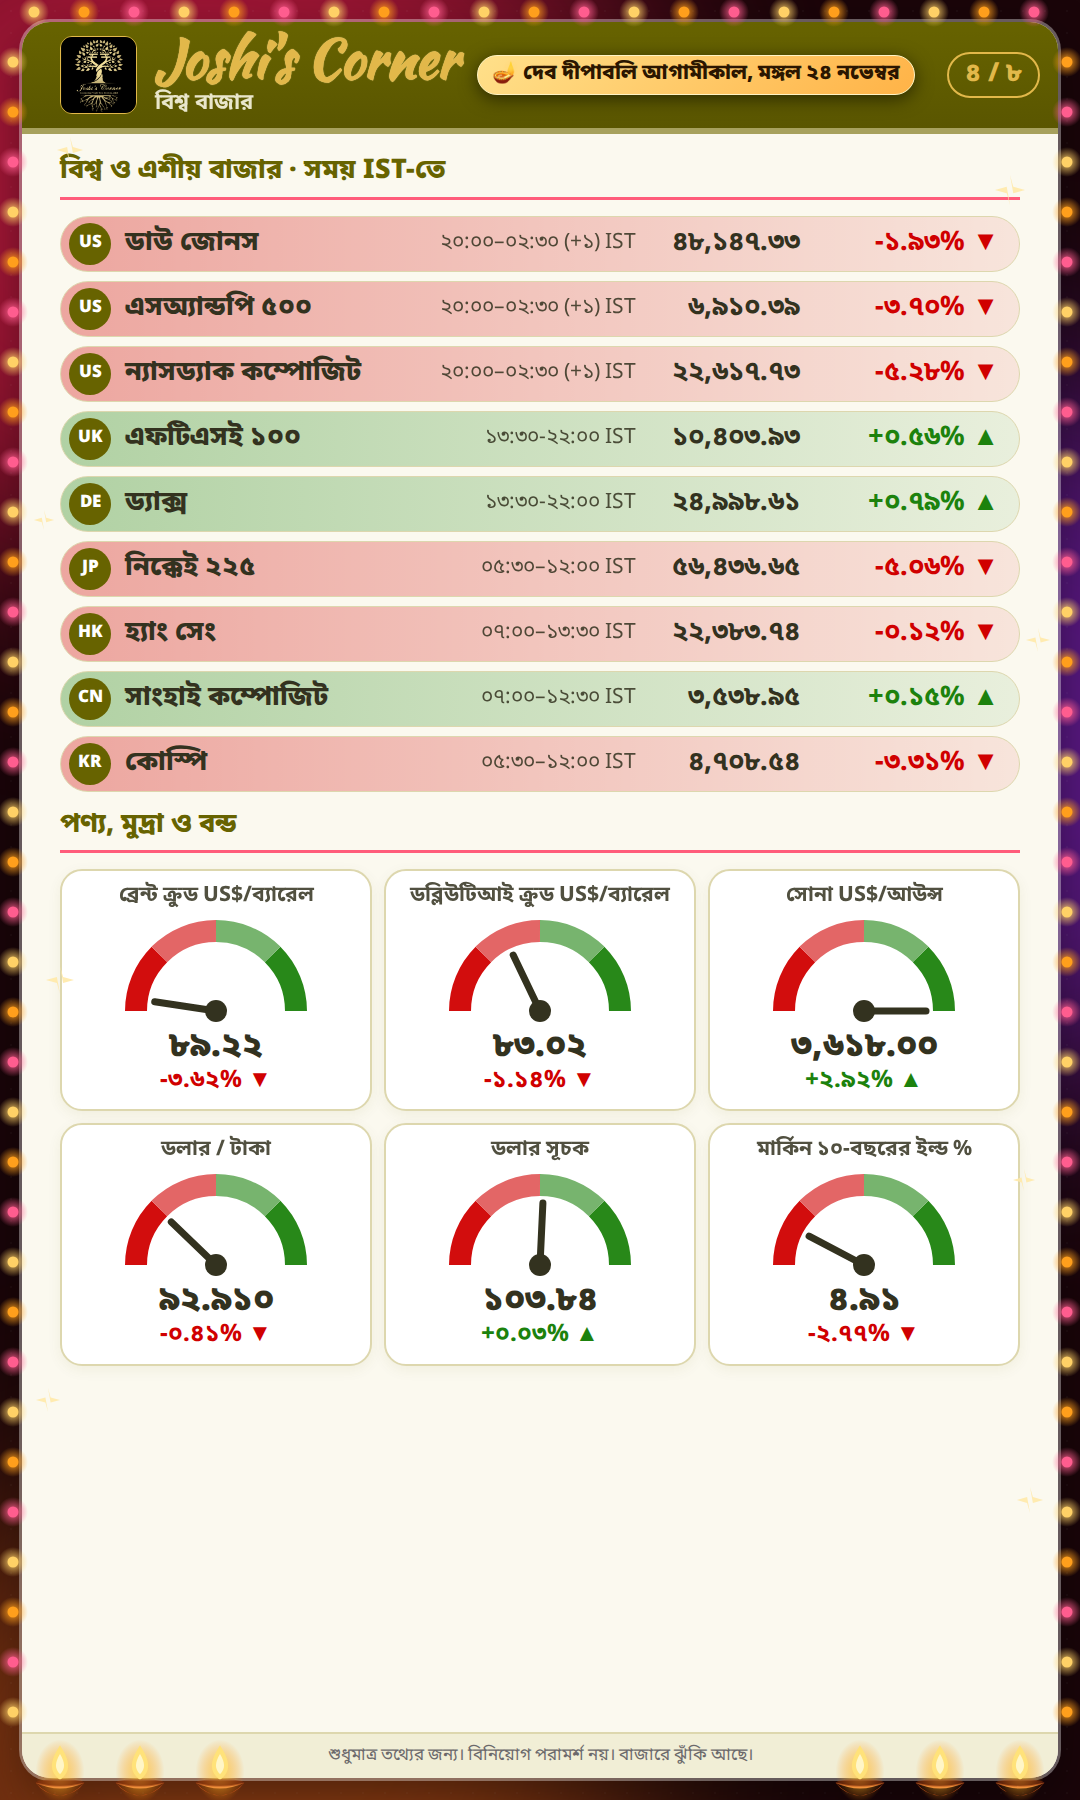 Joshi's Corner
বিশ্ব বাজার
🪔 দেব দীপাবলি আগামীকাল, মঙ্গল ২৪ নভেম্বর
৪ / ৮
বিশ্ব ও এশীয় বাজার · সময় IST-তে
US ডাউ জোনস ২০:০০–০২:৩০ (+১) IST ৪৮,১৪৭.৩৩ -১.৯৩% ▼
US এসঅ্যান্ডপি ৫০০ ২০:০০–০২:৩০ (+১) IST ৬,৯১০.৩৯ -৩.৭০% ▼
US ন্যাসড্যাক কম্পোজিট ২০:০০–০২:৩০ (+১) IST ২২,৬১৭.৭৩ -৫.২৮% ▼
UK এফটিএসই ১০০ ১৩:৩০-২২:০০ IST ১০,৪০৩.৯৩ +০.৫৬% ▲
DE ড্যাক্স ১৩:৩০-২২:০০ IST ২৪,৯৯৮.৬১ +০.৭৯% ▲
JP নিক্কেই ২২৫ ০৫:৩০–১২:০০ IST ৫৬,৪৩৬.৬৫ -৫.০৬% ▼
HK হ্যাং সেং ০৭:০০–১৩:৩০ IST ২২,৩৮৩.৭৪ -০.১২% ▼
CN সাংহাই কম্পোজিট ০৭:০০–১২:৩০ IST ৩,৫৩৮.৯৫ +০.১৫% ▲
KR কোস্পি ০৫:৩০–১২:০০ IST ৪,৭০৮.৫৪ -৩.৩১% ▼
পণ্য, মুদ্রা ও বন্ড
ব্রেন্ট ক্রুড US$/ব্যারেল
৮৯.২২
-৩.৬২% ▼
ডব্লিউটিআই ক্রুড US$/ব্যারেল
৮৩.০২
-১.১৪% ▼
সোনা US$/আউন্স
৩,৬১৮.০০
+২.৯২% ▲
ডলার / টাকা
৯২.৯১০
-০.৪১% ▼
ডলার সূচক
১০৩.৮৪
+০.০৩% ▲
মার্কিন ১০-বছরের ইল্ড %
৪.৯১
-২.৭৭% ▼
শুধুমাত্র তথ্যের জন্য। বিনিয়োগ পরামর্শ নয়। বাজারে ঝুঁকি আছে।